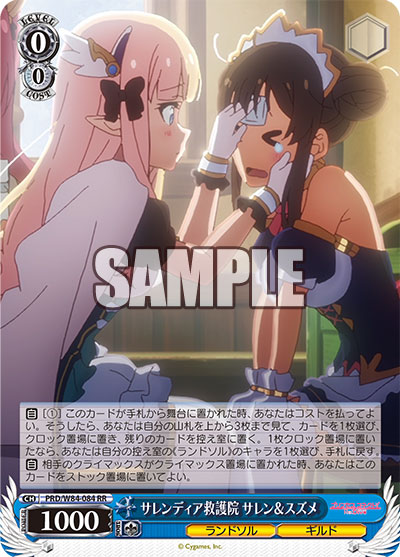 LEVEL
0
0
COST
SAMPLE
自 [①] このカードが手札から舞台に置かれた時、あなたはコストを払ってよ
い。そうしたら、あなたは自分の山札を上から3枚まで見て、カードを1枚選び、
クロック置場に置き、残りのカードを控え室に置く。1枚クロック置場に置い
たなら、あなたは自分の控え室の《ランドソル》のキャラを1枚選び、手札に戻す。
自 相手のクライマックスがクライマックス置場に置かれた時、あなたはこの
カードをストック置場に置く。
CH PRD/W84-084 RR
サレンディア救護院 サレン&スズメ
POWER
1000
ランドソル
ギルド
© Cygames, Inc.